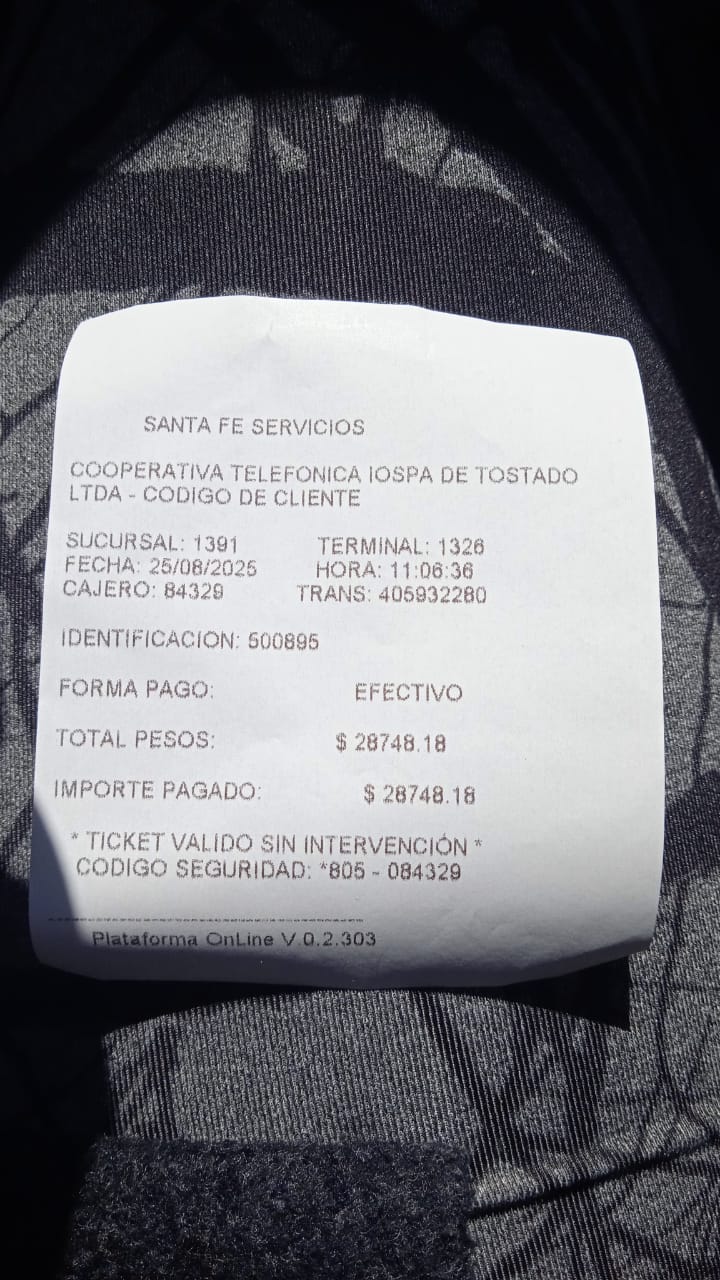 SANTA FE SERVICIOS
COOPERATIVA TELEFONICA IOSPA DE TOSTADO
LTDA - CODIGO DE CLIENTE
SUCURSAL: 1391 TERMINAL: 1326
FECHA: 25/08/2025 HORA: 11:06:36
CAJERO: 84329 TRANS: 405932280
IDENTIFICACION: 500895
FORMA PAGO: EFECTIVO
TOTAL PESOS: $ 28748.18
IMPORTE PAGADO: $ 28748.18
* TICKET VALIDO SIN INTERVENCIÓN *
CODIGO SEGURIDAD: *805 - 084329
Plataforma OnLine V.0.2.303